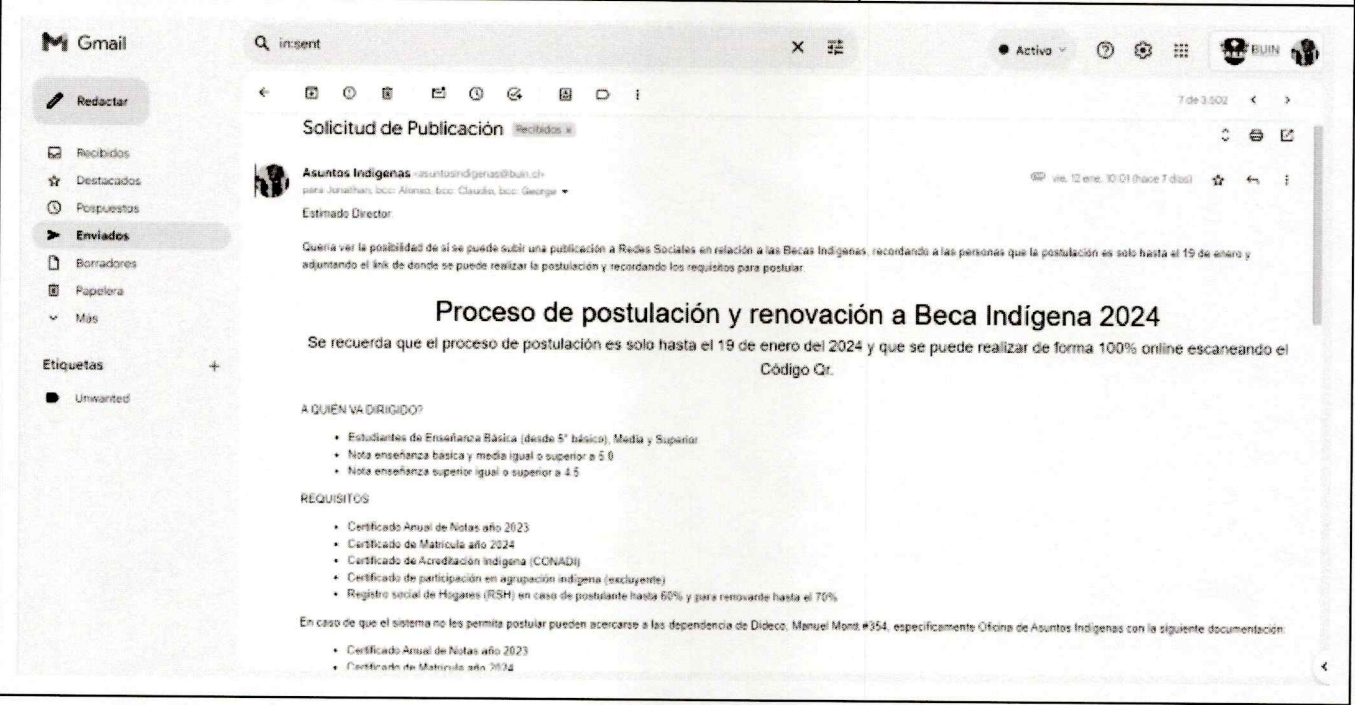 Gmail
in:sent
Activo
BUIN
Redactar
7 de 3.502
Solicitud de Publicación Recibidos x
Recibidos
Destacados
Pospuestos
Enviados
Borradores
Papelera
Más
Etiquetas
Unwanted
Asuntos Indígenas <asuntosindigenas@buin.cl>
para Jonathan, bcc: Alonso, bcc: Claudio, bcc: George
vie, 12 ene, 10:01 (hace 7 días)
Estimado Director:
Quería ver la posibilidad de si se puede subir una publicación a Redes Sociales en relación a las Becas Indígenas, recordando a las personas que la postulación es solo hasta el 19 de enero y
adjuntando el link de donde se puede realizar la postulación y recordando los requisitos para postular.
Proceso de postulación y renovación a Beca Indígena 2024
Se recuerda que el proceso de postulación es solo hasta el 19 de enero del 2024 y que se puede realizar de forma 100% online escaneando el
Código Qr.
A QUIÉN VA DIRIGIDO?
• Estudiantes de Enseñanza Básica (desde 5° básico), Media y Superior
• Nota enseñanza básica y media igual o superior a 5.0
• Nota enseñanza superior igual o superior a 4.5
REQUISITOS
• Certificado Anual de Notas año 2023
• Certificado de Matricula año 2024
• Certificado de Acreditación Indígena (CONADI)
• Certificado de participación en agrupación indígena (excluyente)
• Registro social de Hogares (RSH) en caso de postulante hasta 60% y para renovante hasta el 70%
En caso de que el sistema no les permita postular pueden acercarse a las dependencia de Dideco, Manuel Montt #354, específicamente Oficina de Asuntos Indígenas con la siguiente documentación:
• Certificado Anual de Notas año 2023
• Certificado de Matricula año 2024